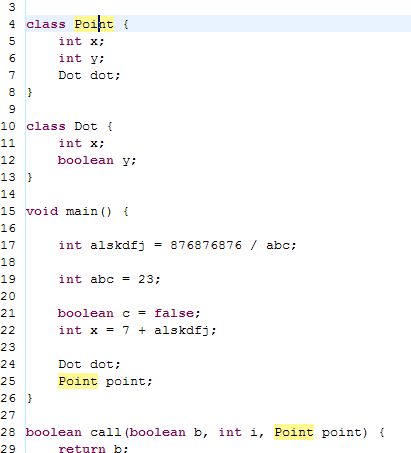 3
4 class Point {
5     int x;
6     int y;
7     Dot dot;
8 }
9
10 class Dot {
11     int x;
12     boolean y;
13 }
14
15 void main() {
16
17     int alskdfj = 876876876 / abc;
18
19     int abc = 23;
20
21     boolean c = false;
22     int x = 7 + alskdfj;
23
24     Dot dot;
25     Point point;
26 }
27
28 boolean call(boolean b, int i, Point point) {
29     return b;